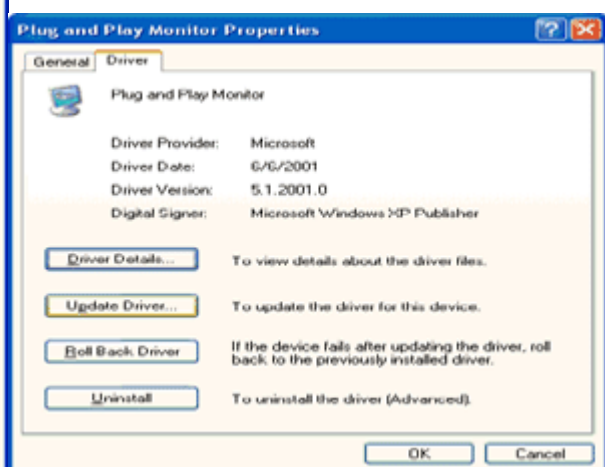 Plug and Play Monitor Properties
General Driver
Plug and Play Monitor
Driver Provider: Microsoft
Driver Date: 6/6/2001
Driver Version: 5.1.2001.0
Digital Signer: Microsoft Windows XP Publisher
Driver Details... To view details about the driver files.
Update Driver... To update the driver for this device.
Roll Back Driver If the device fails after updating the driver, roll
back to the previously installed driver.
Uninstall To uninstall the driver (Advanced).
OK Cancel